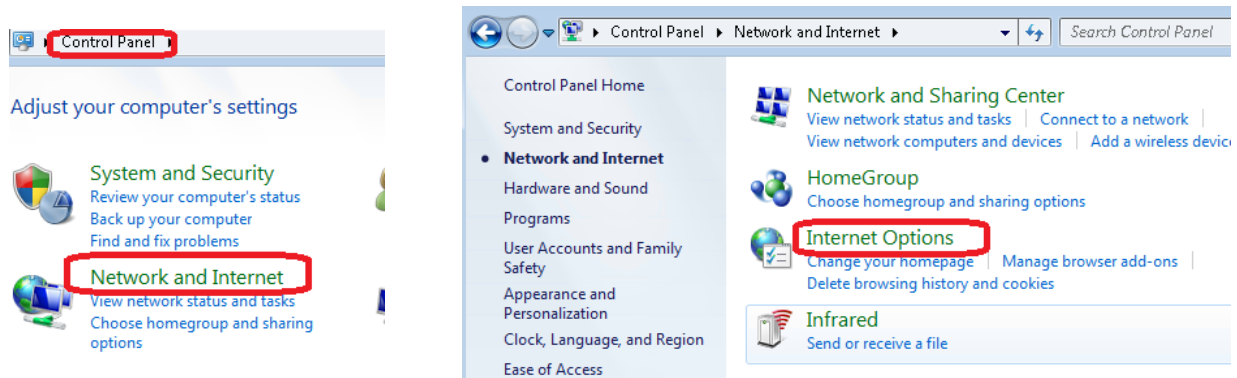 Control Panel
Adjust your computer's settings
System and Security
Review your computer's status
Back up your computer
Find and fix problems
Network and Internet
View network status and tasks
Choose homegroup and sharing
options
Control Panel Network and Internet Search Control Panel
Control Panel Home
System and Security
Network and Internet
Hardware and Sound
Programs
User Accounts and Family
Safety
Appearance and
Personalization
Clock, Language, and Region
Ease of Access
Network and Sharing Center
View network status and tasks Connect to a network
View network computers and devices Add a wireless devic
HomeGroup
Choose homegroup and sharing options
Internet Options
Change your homepage Manage browser add-ons
Delete browsing history and cookies
Infrared
Send or receive a file